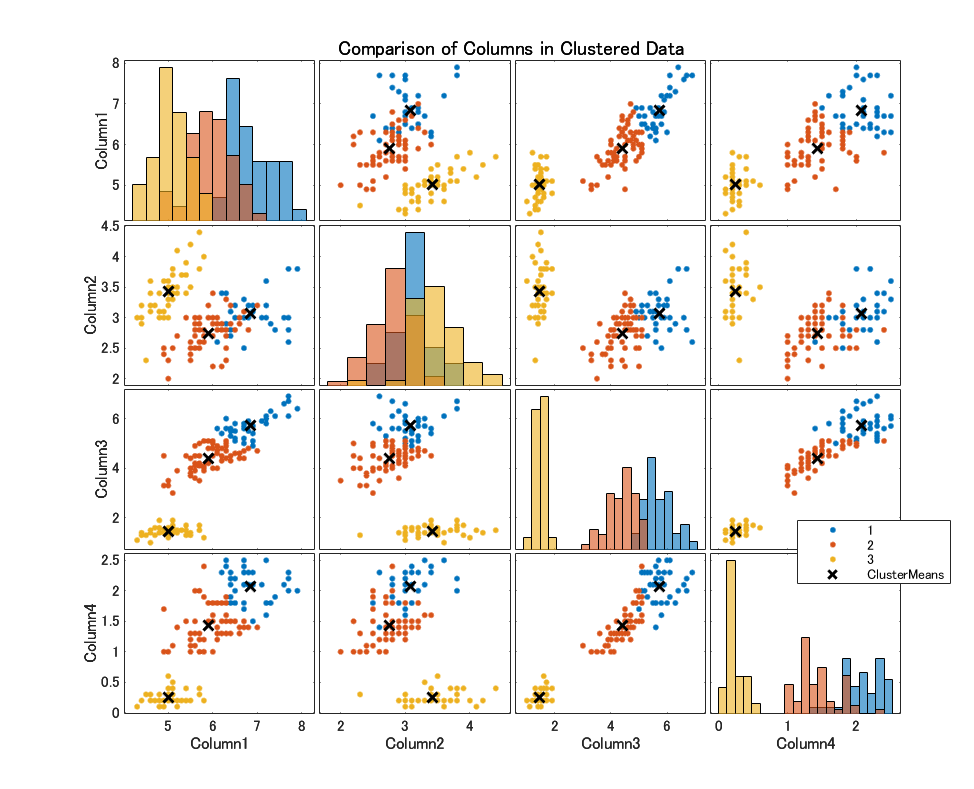 Comparison of Columns in Clustered Data
8
7
6
5
Column1
4.5
4
3.5
3
2.5
2
Column2
6
4
2
Column3
1
2
3
ClusterMeans
2.5
2
1.5
1
0.5
0
Column4
5 6 7 8
2 3 4
2 4 6
0 1 2
Column1 Column2 Column3 Column4